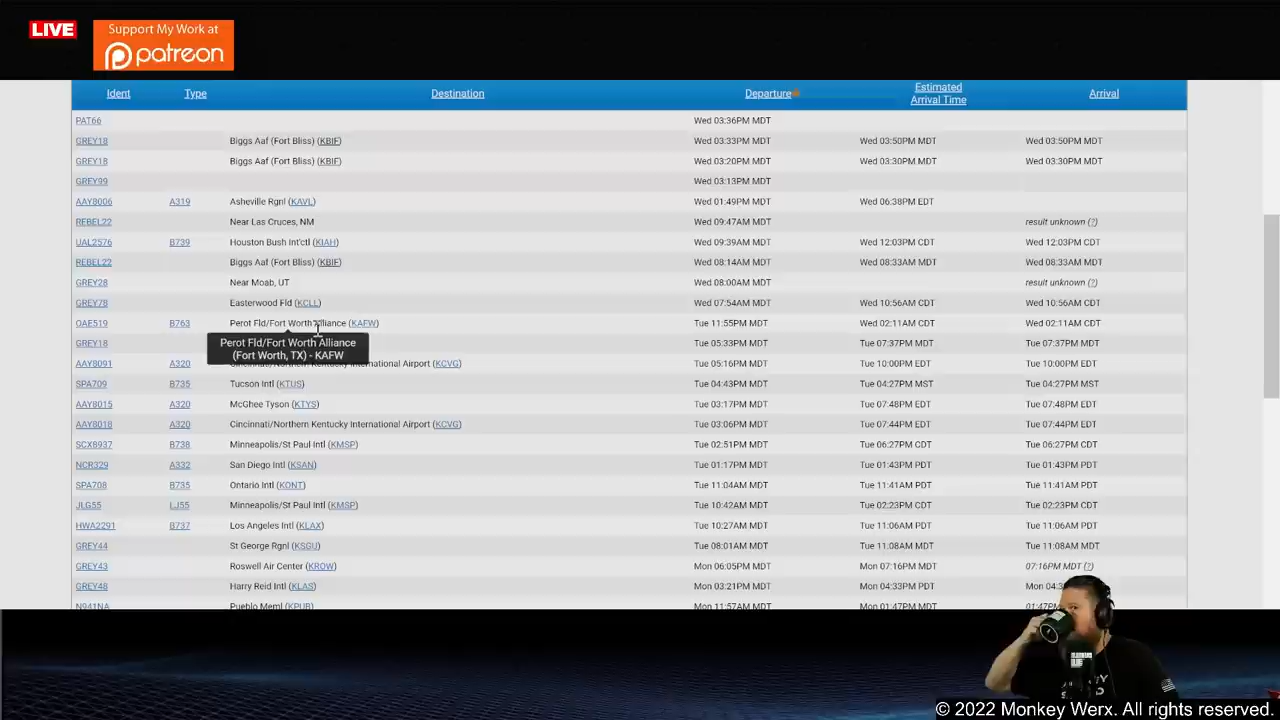 LIVE
Support My Work at
patreon
Ident Type Destination Departure Estimated Arrival Time Arrival
PAT66 Wed 03:36PM MDT
GREY18 Biggs Aaf (Fort Bliss) (KBIF) Wed 03:33PM MDT Wed 03:50PM MDT Wed 03:50PM MDT
GREY18 Biggs Aaf (Fort Bliss) (KBIF) Wed 03:20PM MDT Wed 03:30PM MDT Wed 03:30PM MDT
GREY99 Wed 03:13PM MDT
AAY8006 A319 Asheville Rgnl (KAVL) Wed 01:49PM MDT Wed 06:38PM EDT
REBEL22 Near Las Cruces, NM Wed 09:47AM MDT result unknown (?)
UAL2576 B739 Houston Bush Int'ctl (KIAH) Wed 09:39AM MDT Wed 12:03PM CDT Wed 12:03PM CDT
REBEL22 Biggs Aaf (Fort Bliss) (KBIF) Wed 08:14AM MDT Wed 08:33AM MDT Wed 08:33AM MDT
GREY28 Near Moab, UT Wed 08:00AM MDT result unknown (?)
GREY78 Easterwood Fld (KCLL) Wed 07:54AM MDT Wed 10:56AM CDT Wed 10:56AM CDT
OAE519 B763 Perot Fld/Fort Worth Alliance (KAFW) Tue 11:55PM MDT Wed 02:11AM CDT Wed 02:11AM CDT
GREY18 Tue 05:33PM MDT Tue 07:37PM MDT Tue 07:37PM MDT
Perot Fld/Fort Worth Alliance
(Fort Worth, TX) - KAFW
AAY8091 A320 Cincinnati/Northern Kentucky International Airport (KCVG) Tue 05:16PM MDT Tue 10:00PM EDT Tue 10:00PM EDT
SPA709 B735 Tucson Intl (KTUS) Tue 04:43PM MDT Tue 04:27PM MST Tue 04:27PM MST
AAY8015 A320 McGhee Tyson (KTYS) Tue 03:17PM MDT Tue 07:48PM EDT Tue 07:48PM EDT
AAY8018 A320 Cincinnati/Northern Kentucky International Airport (KCVG) Tue 03:06PM MDT Tue 07:44PM EDT Tue 07:44PM EDT
SCX8937 B738 Minneapolis/St Paul Intl (KMSP) Tue 02:51PM MDT Tue 06:27PM CDT Tue 06:27PM CDT
NCR329 A332 San Diego Intl (KSAN) Tue 01:17PM MDT Tue 01:43PM PDT Tue 01:43PM PDT
SPA708 B735 Ontario Intl (KONT) Tue 11:04AM MDT Tue 11:41AM PDT Tue 11:41AM PDT
JLG55 LJ55 Minneapolis/St Paul Intl (KMSP) Tue 10:42AM MDT Tue 02:23PM CDT Tue 02:23PM CDT
HWA2291 B737 Los Angeles Intl (KLAX) Tue 10:27AM MDT Tue 11:06AM PDT Tue 11:06AM PDT
GREY44 St George Rgnl (KSGU) Tue 08:01AM MDT Tue 11:08AM MDT Tue 11:08AM MDT
GREY43 Roswell Air Center (KROW) Mon 06:05PM MDT Mon 07:16PM MDT 07:16PM MDT (?)
GREY48 Harry Reid Intl (KLAS) Mon 03:21PM MDT Mon 04:33PM PDT Mon
N941NA Pueblo Meml (KPUB) Mon 11:57AM MDT Mon 01:47PM MDT
© 2022 Monkey Werx. All rights reserved.